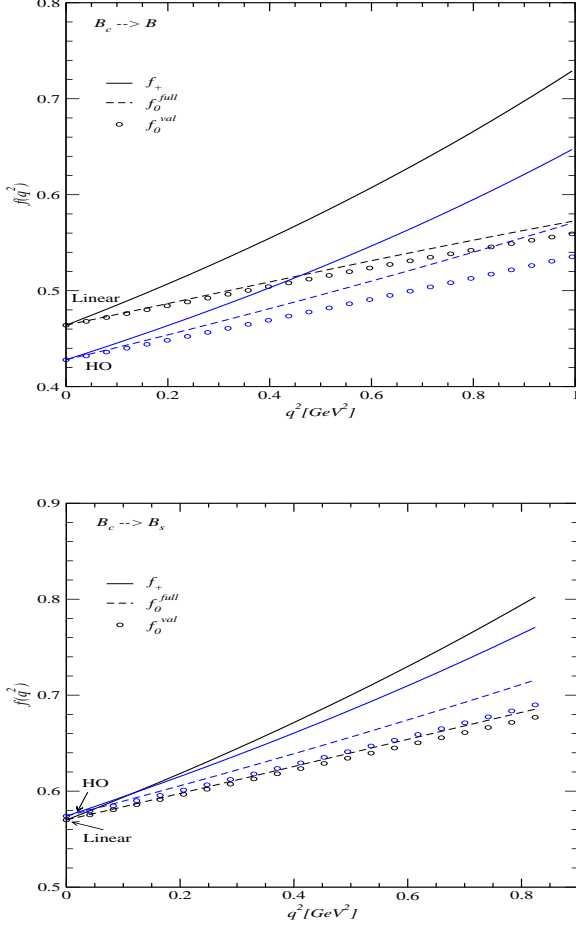 0.8
B_c --> B
f_+
f_0^{full}
f_0^{val}
0.7
0.6
f(q^2)
0.5
Linear
HO
0.4
0 0.2 0.4 0.6 0.8 1
q^2[GeV^2]
0.9
B_c --> B_s
f_+
f_0^{full}
f_0^{val}
0.8
0.7
f(q^2)
0.6
HO
Linear
0.5
0 0.2 0.4 0.6 0.8
q^2[GeV^2]